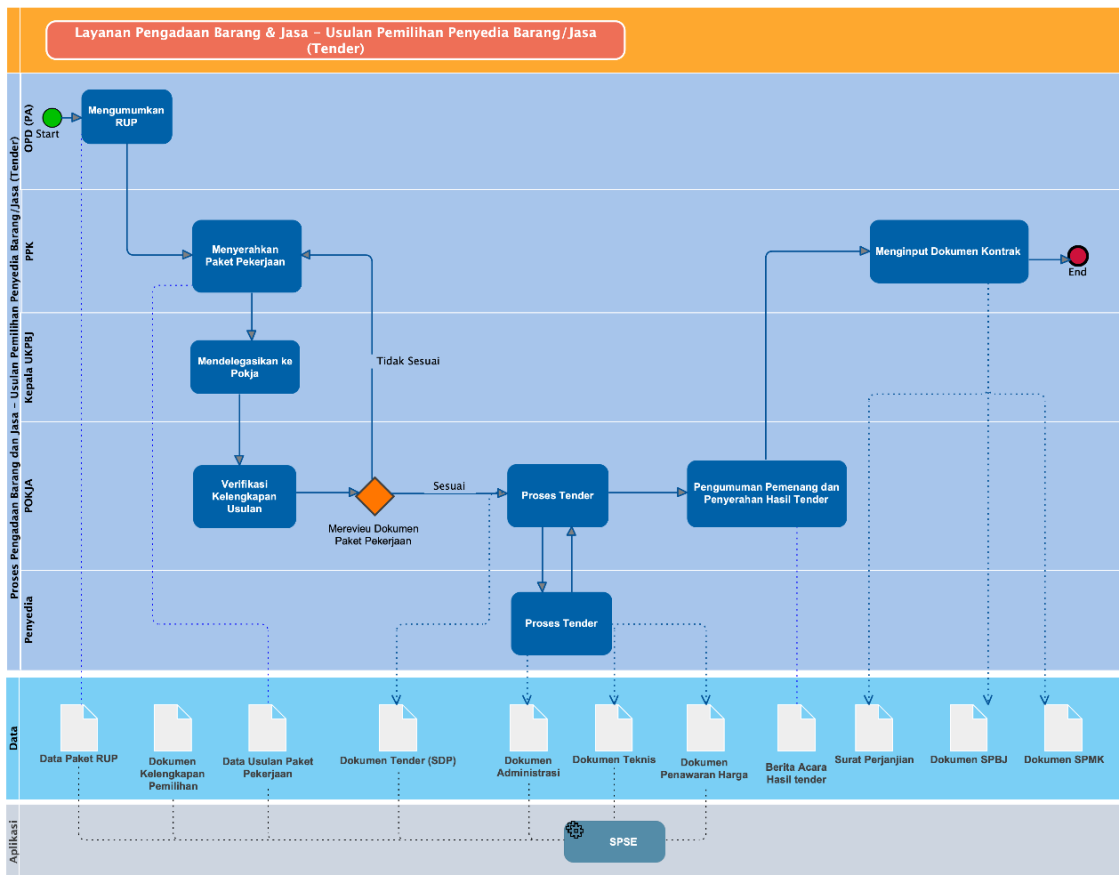 Layanan Pengadaan Barang & Jasa – Usulan Pemilihan Penyedia Barang/Jasa
(Tender)
Proses Pengadaan Barang dan Jasa – Usulan Pemilihan Penyedia Barang/Jasa (Tender)
OPD (PA)
Start
Mengumumkan
RUP
PPK
Menyerahkan
Paket Pekerjaan
Menginput Dokumen Kontrak
End
Kepala UKPBJ
Mendelegasikan ke
Pokja
Tidak Sesuai
POKJA
Verifikasi
Kelengkapan
Usulan
Merevieu Dokumen
Paket Pekerjaan
Sesuai
Proses Tender
Pengumuman Pemenang dan
Penyerahan Hasil Tender
Penyedia
Proses Tender
Data
Data Paket RUP
Dokumen
Kelengkapan
Pemilihan
Data Usulan Paket
Pekerjaan
Dokumen Tender (SDP)
Dokumen
Administrasi
Dokumen Teknis
Dokumen
Penawaran Harga
Berita Acara
Hasil tender
Surat Perjanjian
Dokumen SPBJ
Dokumen SPMK
Aplikasi
SPSE